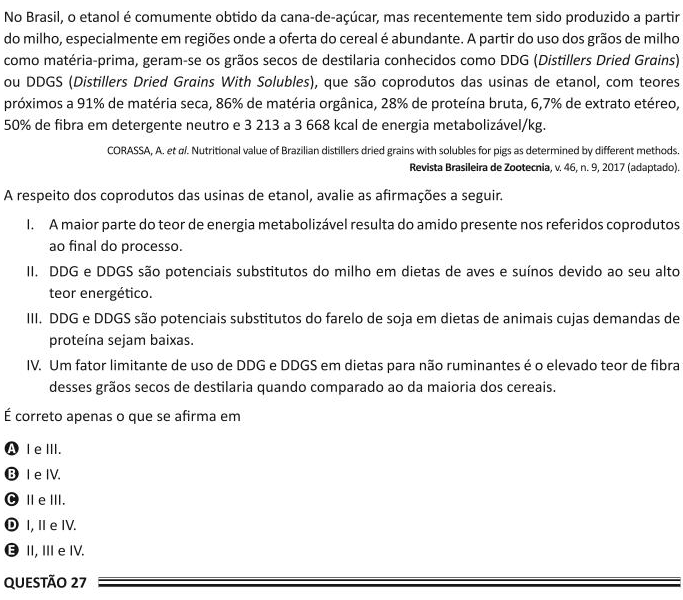 No Brasil, o etanol é comumente obtido da cana-de-açúcar, mas recentemente tem sido produzido a partir
do milho, especialmente em regiões onde a oferta do cereal é abundante. A partir do uso dos grãos de milho
como matéria-prima, geram-se os grãos secos de destilaria conhecidos como DDG (Distillers Dried Grains)
ou DDGS (Distillers Dried Grains With Solubles), que são coprodutos das usinas de etanol, com teores
próximos a 91% de matéria seca, 86% de matéria orgânica, 28% de proteína bruta, 6,7% de extrato etéreo,
50% de fibra em detergente neutro e 3 213 a 3 668 kcal de energia metabolizável/kg.
CORASSA, A. et al. Nutritional value of Brazilian distillers dried grains with solubles for pigs as determined by different methods.
Revista Brasileira de Zootecnia, v. 46, n. 9, 2017 (adaptado).
A respeito dos coprodutos das usinas de etanol, avalie as afirmações a seguir.
I. A maior parte do teor de energia metabolizável resulta do amido presente nos referidos coprodutos
ao final do processo.
II. DDG e DDGS são potenciais substitutos do milho em dietas de aves e suínos devido ao seu alto
teor energético.
III. DDG e DDGS são potenciais substitutos do farelo de soja em dietas de animais cujas demandas de
proteína sejam baixas.
IV. Um fator limitante de uso de DDG e DDGS em dietas para não ruminantes é o elevado teor de fibra
desses grãos secos de destilaria quando comparado ao da maioria dos cereais.
É correto apenas o que se afirma em
A I e III.
B I e IV.
C II e III.
D I, II e IV.
E II, III e IV.
QUESTÃO 27